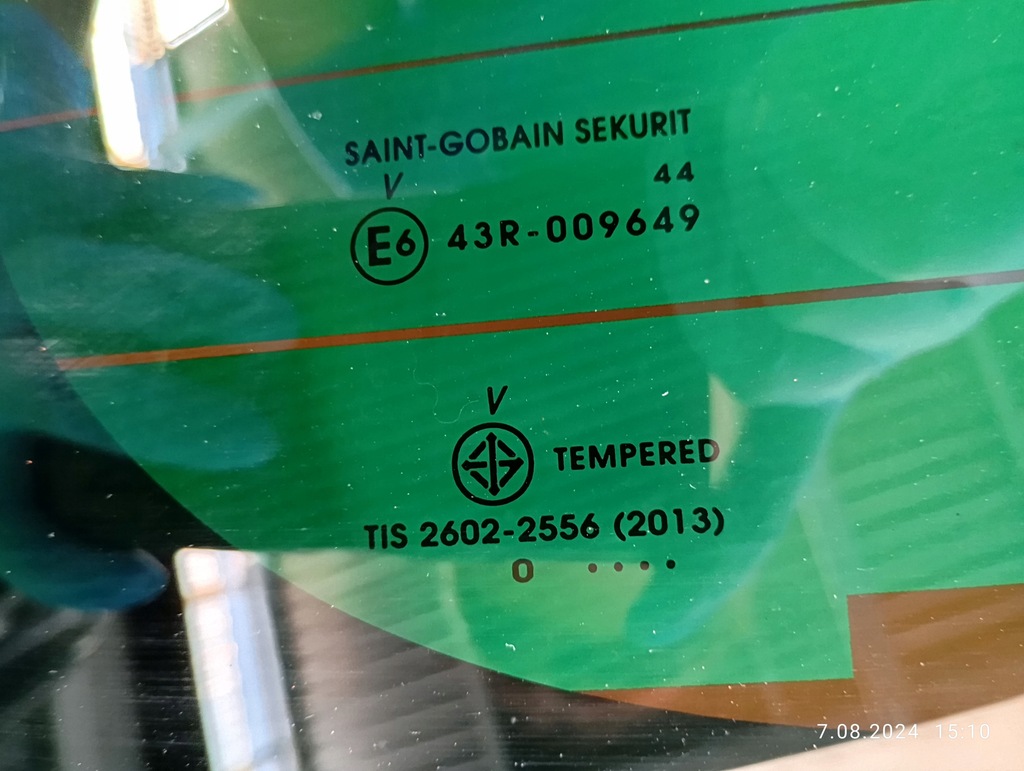 SAINT-GOBAIN SEKURIT
V 44
E6 43R-009649
V
TEMPERED
TIS 2602-2556 (2013)
0 ....
7.08.2024 15:10